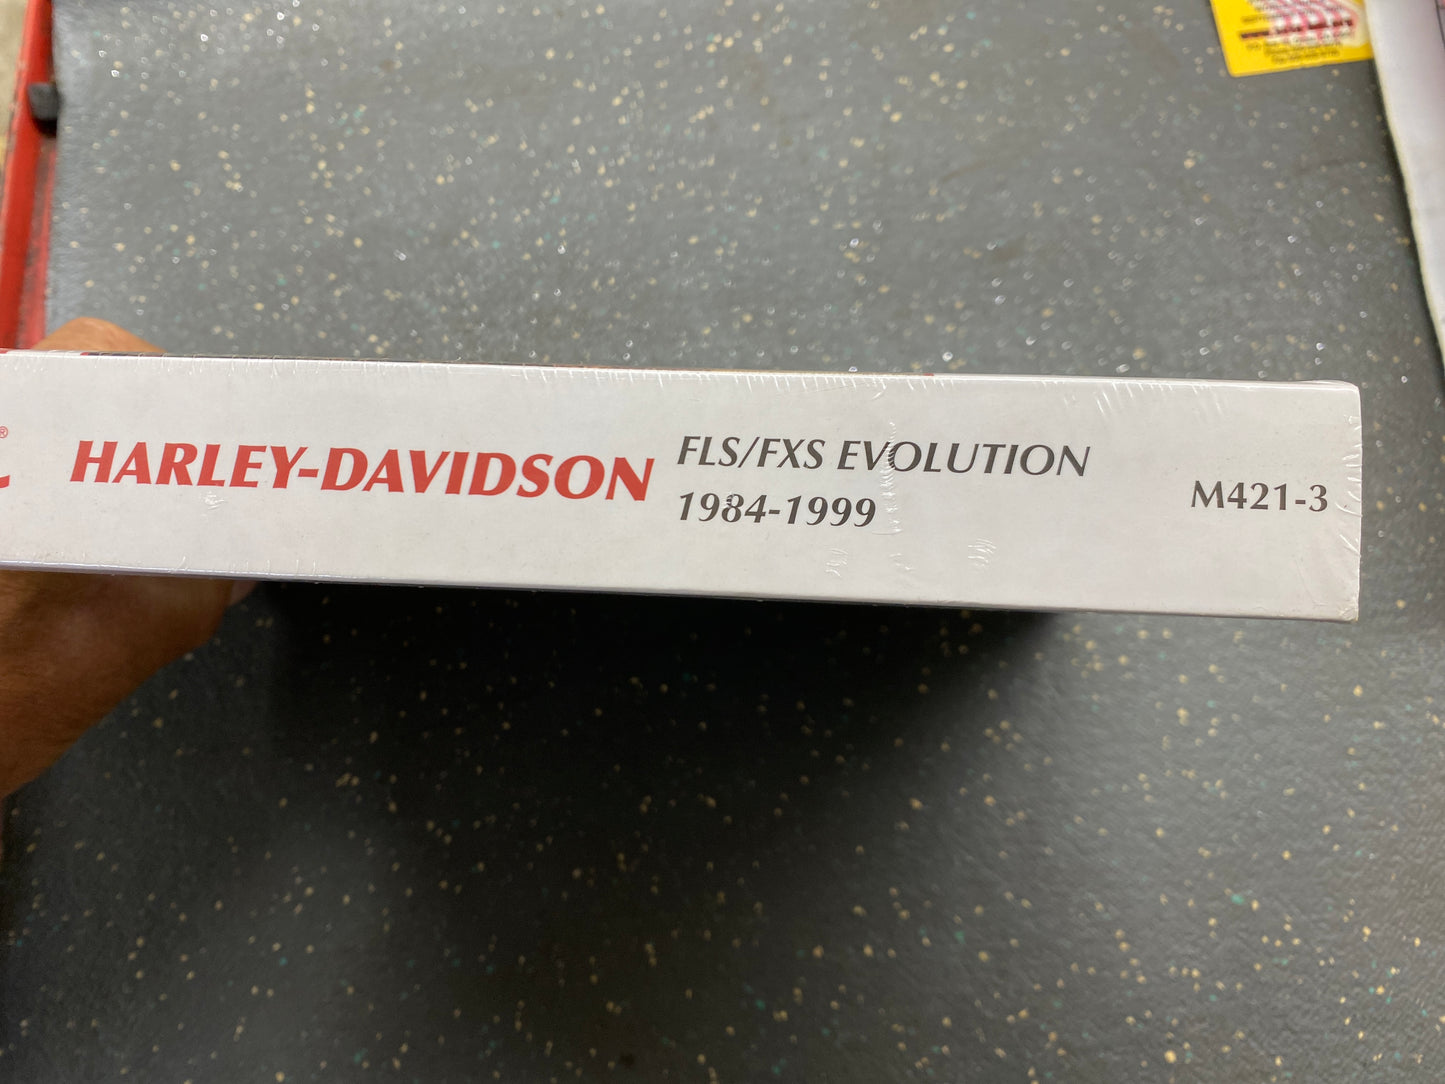 ®
HARLEY-DAVIDSON
FLS/FXS EVOLUTION
1984-1999
M421-3